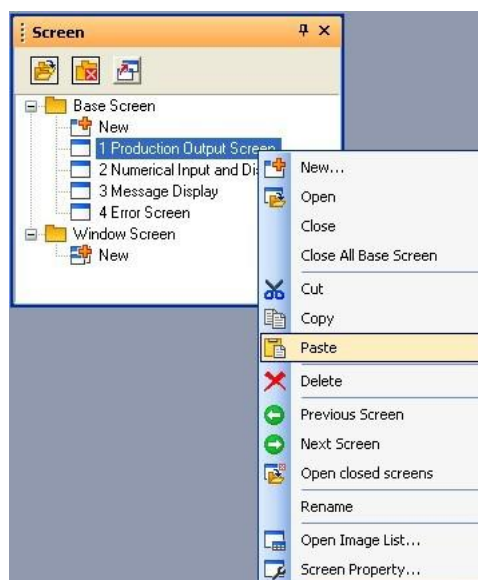 Screen
Base Screen
New
1 Production Output Screen
2 Numerical Input and Di
3 Message Display
4 Error Screen
Window Screen
New
New...
Open
Close
Close All Base Screen
Cut
Copy
Paste
Delete
Previous Screen
Next Screen
Open closed screens
Rename
Open Image List...
Screen Property...